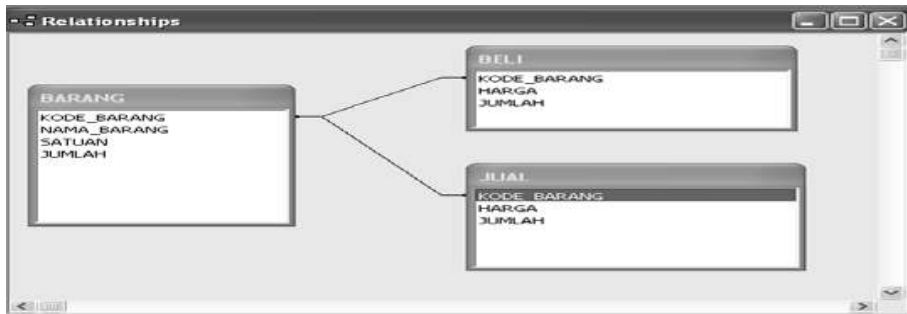 Relationships
BARANG
KODE_BARANG
NAMA_BARANG
SATUAN
JUMLAH
BELI
KODE_BARANG
HARGA
JUMLAH
JUAL
KODE_BARANG
HARGA
JUMLAH